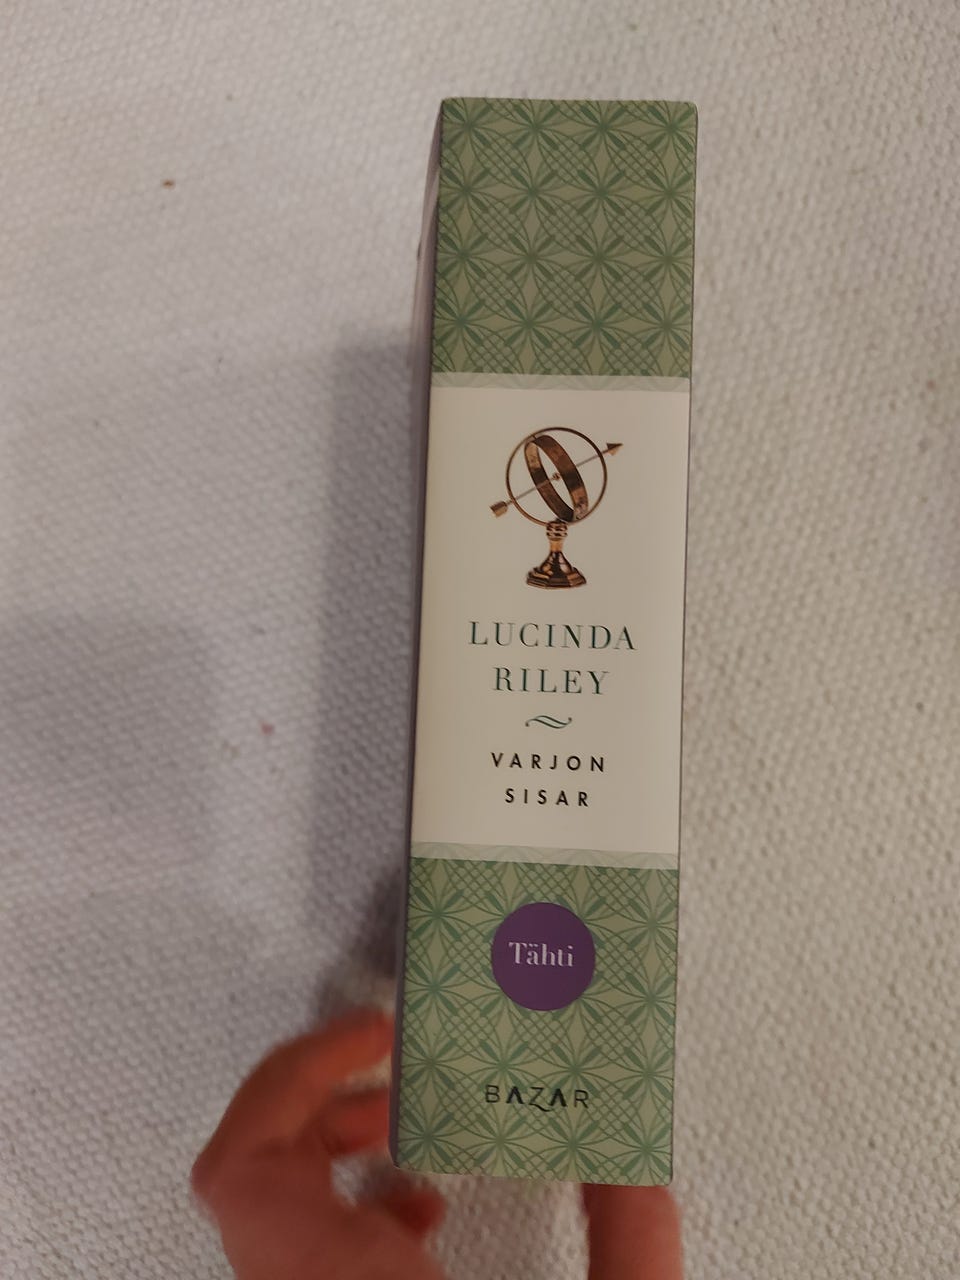 LUCINDA
RILEY
VARJON
SISAR
Tähti
BAZAR